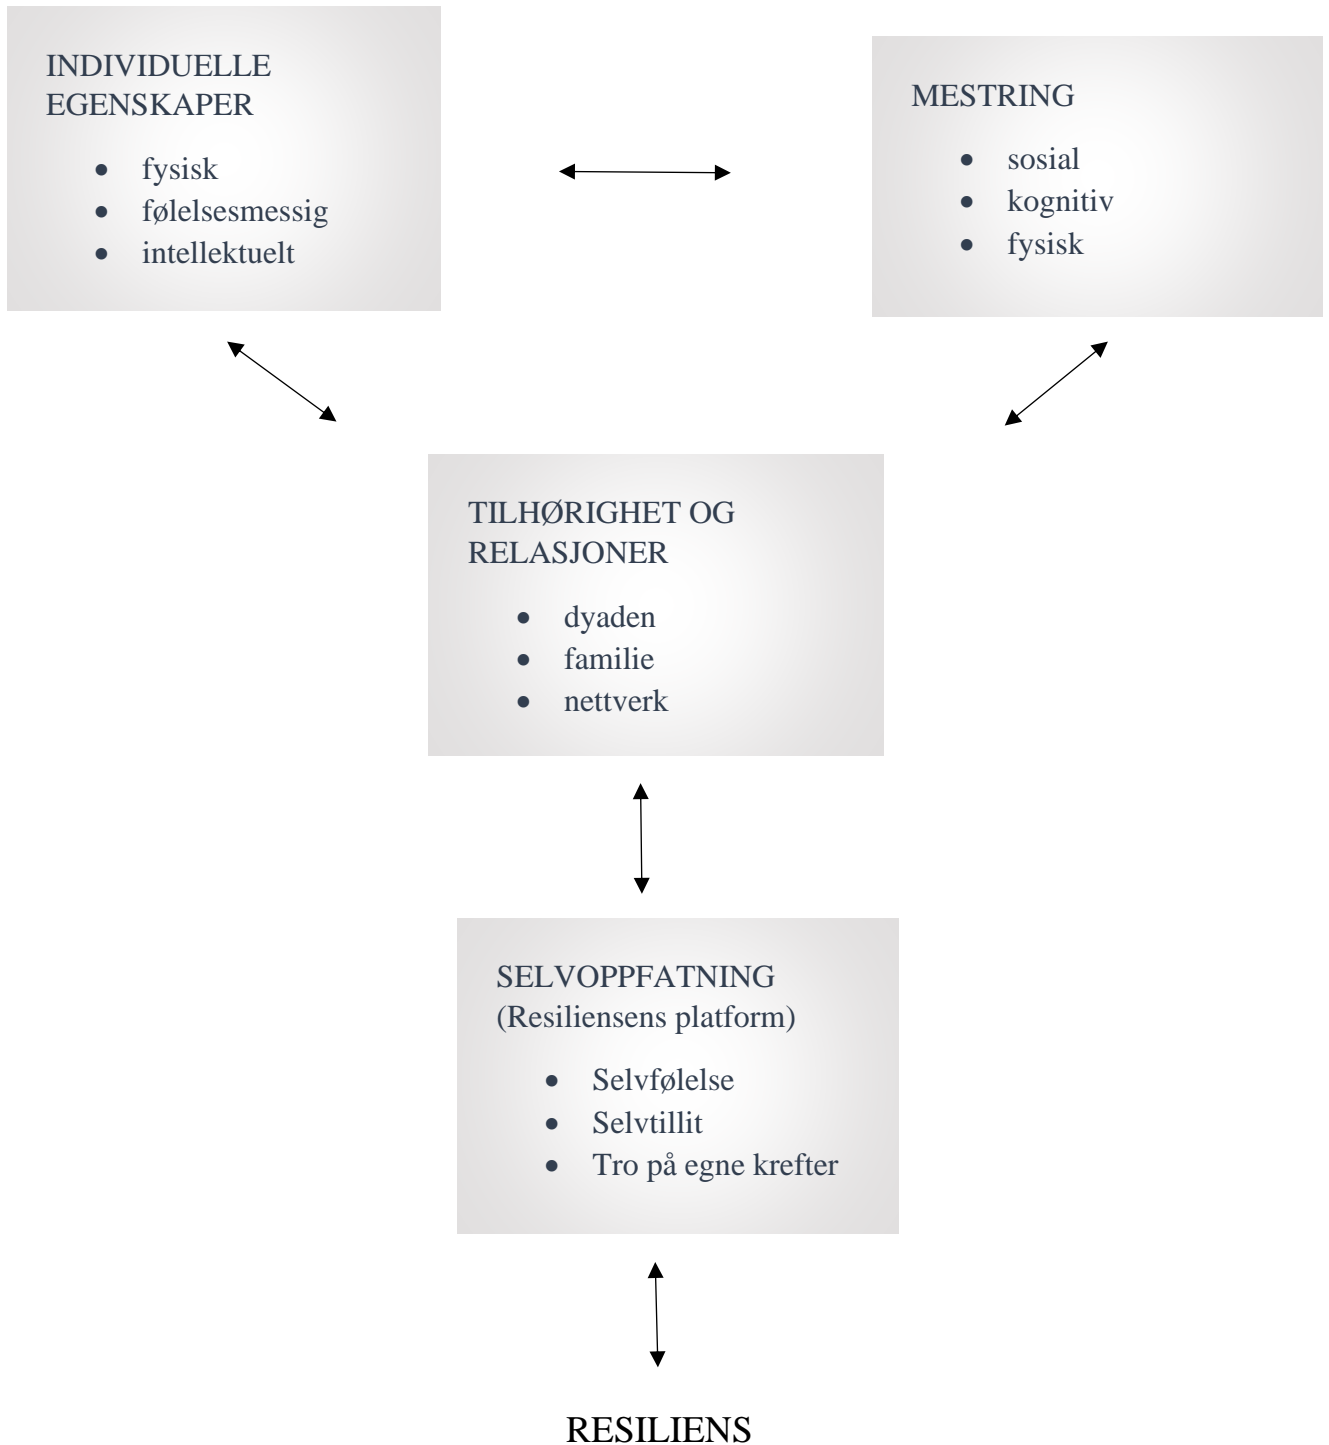 INDIVIDUELLE
EGENSKAPER
• fysisk
• følelsesmessig
• intellektuelt
MESTRING
• sosial
• kognitiv
• fysisk
TILHØRIGHET OG
RELASJONER
• dyaden
• familie
• nettverk
SELVOPPFATNING
(Resiliensens platform)
• Selvfølelse
• Selvtillit
• Tro på egne krefter
RESILIENS